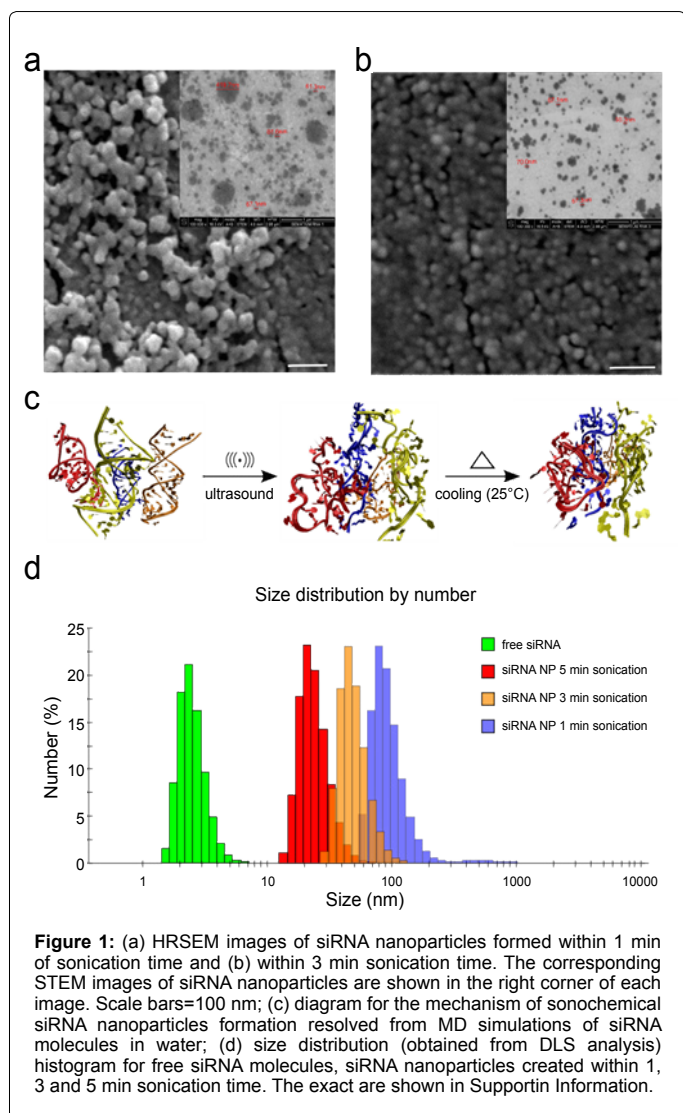 a
b
c
(((•)))
ultrasound
cooling (25°C)
d
Size distribution by number
25
20
15
10
5
0
Number (%)
free siRNA
siRNA NP 5 min sonication
siRNA NP 3 min sonication
siRNA NP 1 min sonication
1
10
100
1000
10000
Size (nm)
Figure 1: (a) HRSEM images of siRNA nanoparticles formed within 1 min
of sonication time and (b) within 3 min sonication time. The corresponding
STEM images of siRNA nanoparticles are shown in the right corner of each
image. Scale bars=100 nm; (c) diagram for the mechanism of sonochemical
siRNA nanoparticles formation resolved from MD simulations of siRNA
molecules in water; (d) size distribution (obtained from DLS analysis)
histogram for free siRNA molecules, siRNA nanoparticles created within 1,
3 and 5 min sonication time. The exact are shown in Supportin Information.